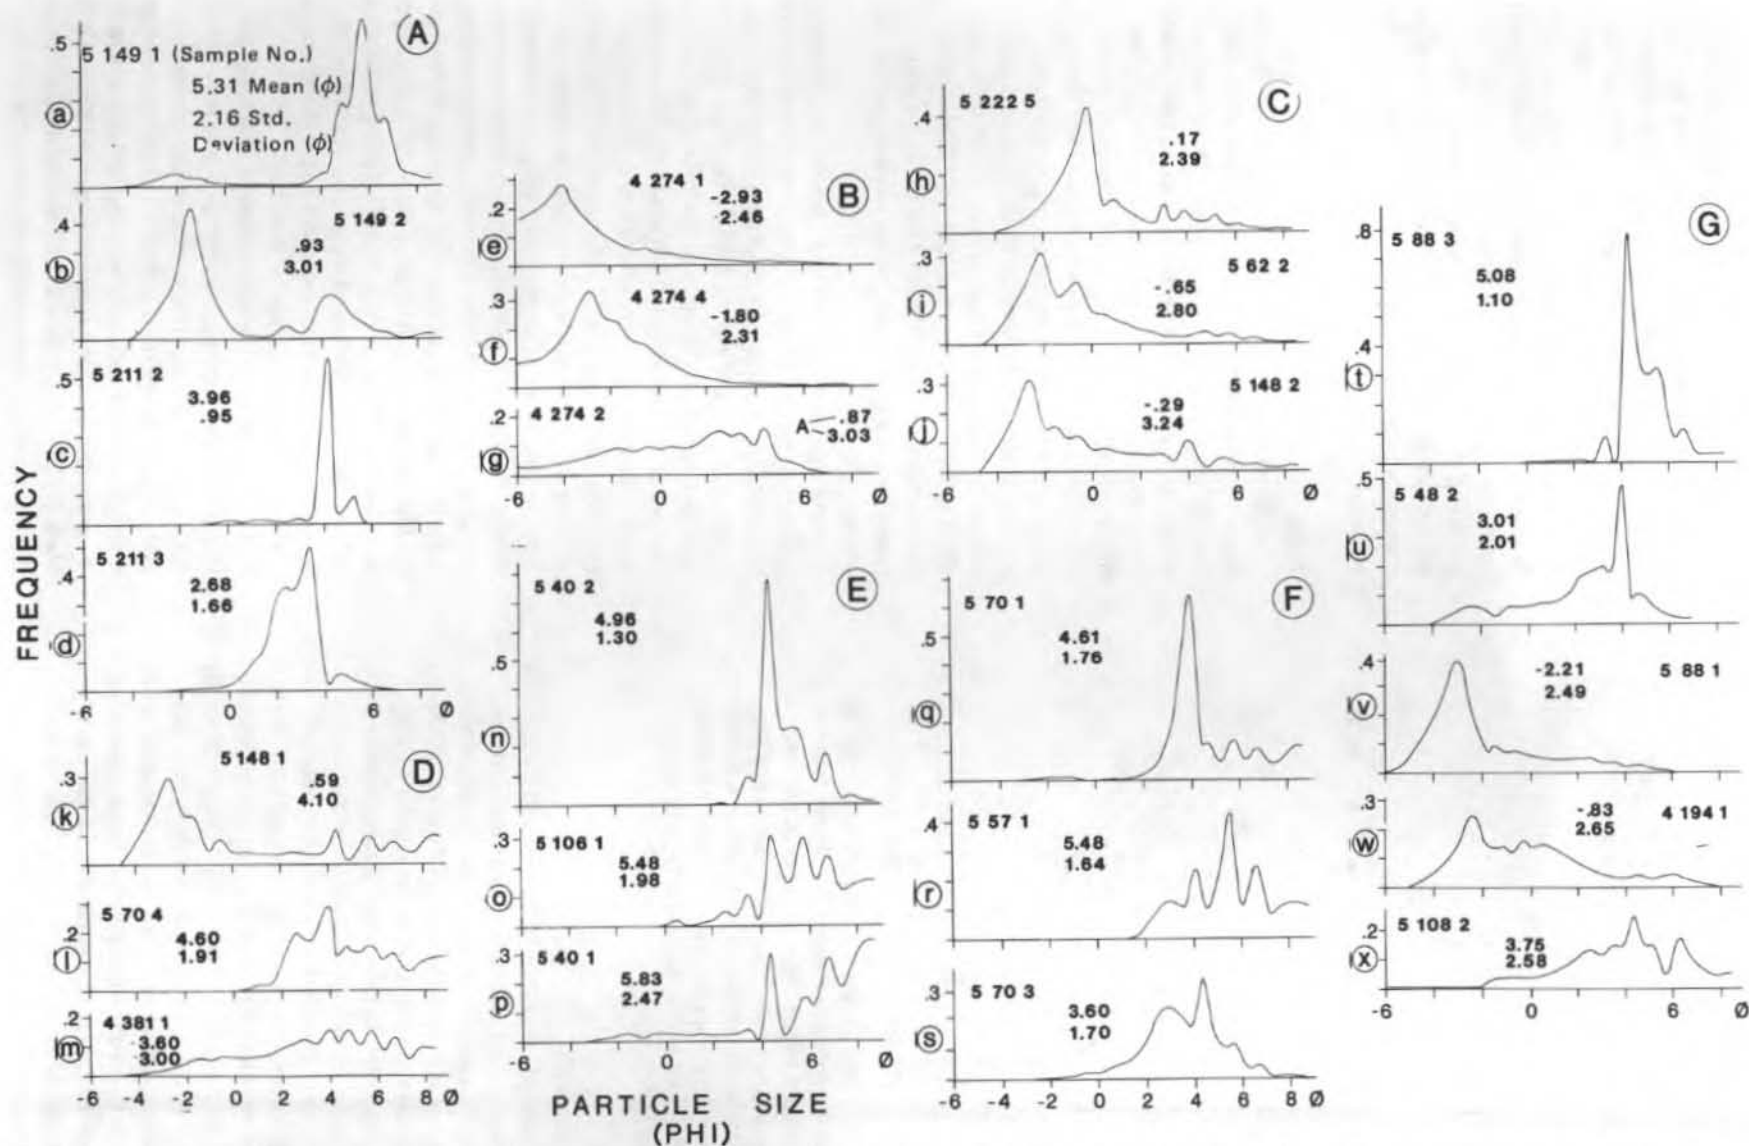 A
.5
5 149 1 (Sample No.)
5.31 Mean (ϕ)
2.16 Std.
Deviation (ϕ)
a
.4
5 149 2
.93
3.01
b
.5
5 211 2
3.96
.95
c
5 211 3
.4
2.68
1.66
d
-6 0 6 Ø
B
4 274 1
-2.93
2.46
.2
e
.3
4 274 4
-1.80
2.31
f
.2
4 274 2
A
.87
3.03
g
-6 0 6 Ø
C
5 222 5
.4
.17
2.39
h
.3
5 62 2
-.65
2.80
i
.3
5 148 2
-.29
3.24
j
-6 0 6 Ø
D
5 148 1
.3
.59
4.10
k
5 70 4
.2
4.60
1.91
l
.2
4 381 1
3.60
3.00
m
-6 -4 -2 0 2 4 6 Ø
E
5 40 2
4.96
1.30
.5
n
.3
5 106 1
5.48
1.98
o
.3
5 40 1
5.83
2.47
p
-6 0 6 Ø
F
5 70 1
.5
4.61
1.76
q
.4
5 57 1
5.48
1.64
r
5 70 3
.3
3.60
1.70
s
-6 -4 -2 0 2 4 6 8 Ø
G
.8
5 88 3
5.08
1.10
.4
t
.5
5 48 2
3.01
2.01
u
.4
-2.21
2.49
5 88 1
v
.3
-.83
2.65
4 194 1
w
.2
5 108 2
3.75
2.58
x
-6 -2 0 4 6 Ø
FREQUENCY
PARTICLE SIZE
(PHI)